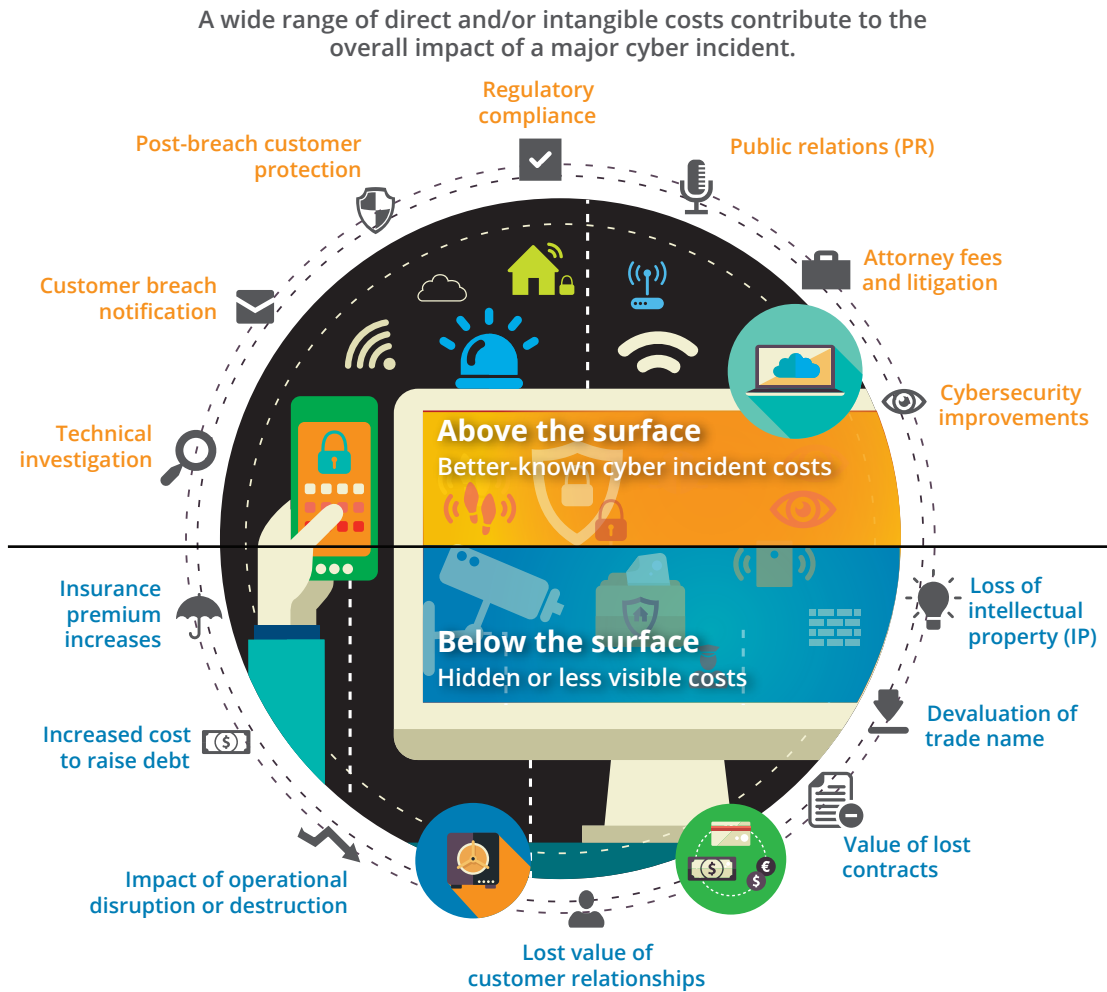 A wide range of direct and/or intangible costs contribute to the
overall impact of a major cyber incident.
Regulatory
compliance
Post-breach customer
protection
Public relations (PR)
Customer breach
notification
Attorney fees
and litigation
Technical
investigation
Cybersecurity
improvements
Above the surface
Better-known cyber incident costs
Below the surface
Hidden or less visible costs
Insurance
premium
increases
Loss of
intellectual
property (IP)
Increased cost
to raise debt
Devaluation of
trade name
Impact of operational
disruption or destruction
Value of lost
contracts
Lost value of
customer relationships
$
$
$
€